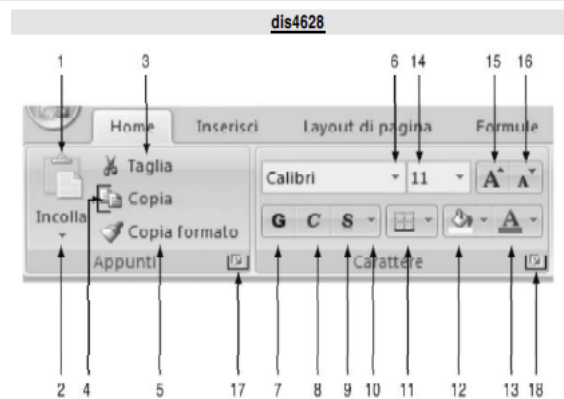 dis4628
1 3 6 14 15 16
Home Inserisci Layout di pagina Formule
Taglia
Calibri 11 A A
Copia
Incolla
G C S A
Copia formato
Appunti Carattere
2 4 5 17 7 8 9 10 11 12 13 18